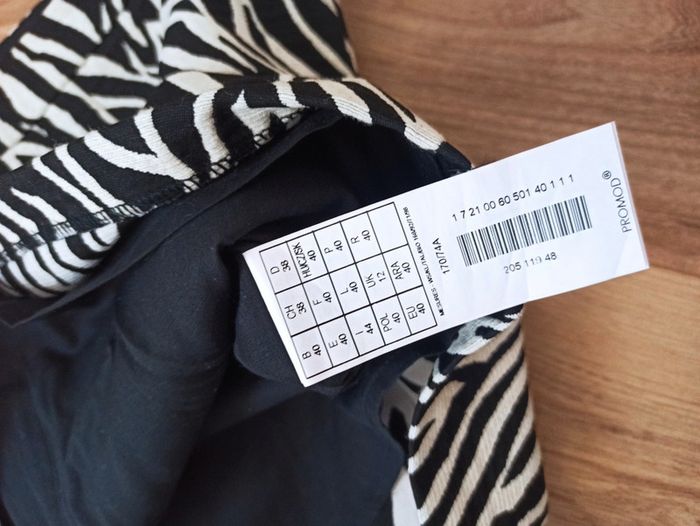 B CH D
40 38 38
E F HU/CZ/SK
40 40 40
I L P
44 40 40
POL UK R
40 12 40
EU ARA
40 40
MESURES
170/74A
1 7 21 00 60 501 40 1 1 1
205 119 48
PROMOD®